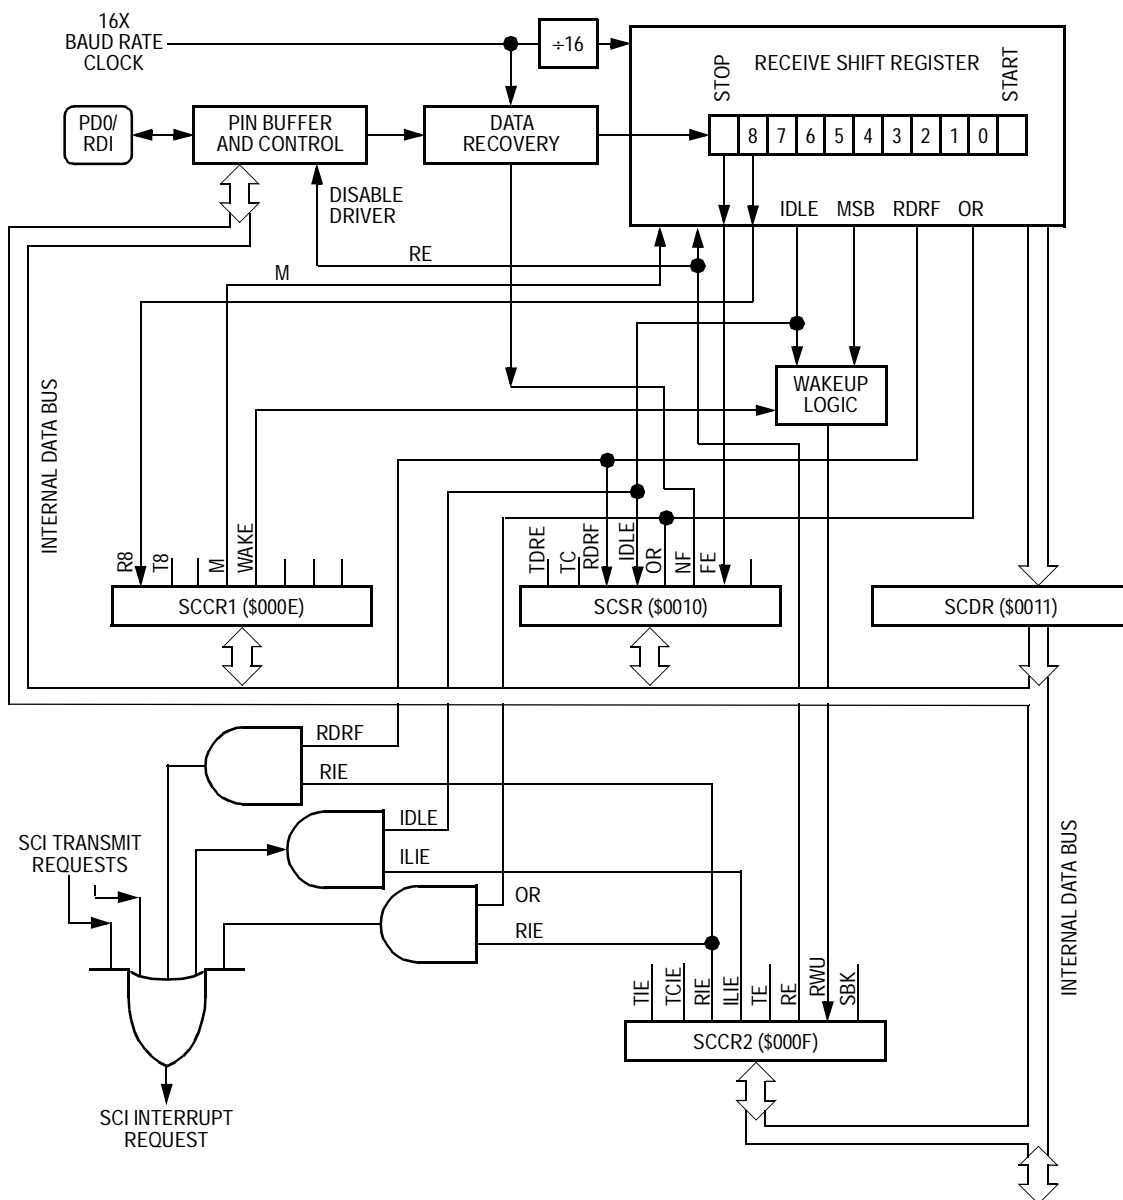 16X
BAUD RATE
CLOCK
÷16
STOP
RECEIVE SHIFT REGISTER
START
PD0/
RDI
PIN BUFFER
AND CONTROL
DATA
RECOVERY
8 7 6 5 4 3 2 1 0
DISABLE
DRIVER
IDLE MSB RDRF OR
RE
M
WAKEUP
LOGIC
INTERNAL DATA BUS
R8
T8
M
WAKE
TDRE
TC
RDRF
IDLE
OR
NF
FE
SCCR1 ($000E)
SCSR ($0010)
SCDR ($0011)
RDRF
RIE
IDLE
ILIE
OR
RIE
SCI TRANSMIT
REQUESTS
INTERNAL DATA BUS
TIE
TCIE
RIE
ILIE
TE
RE
RWU
SBK
SCCR2 ($000F)
SCI INTERRUPT
REQUEST